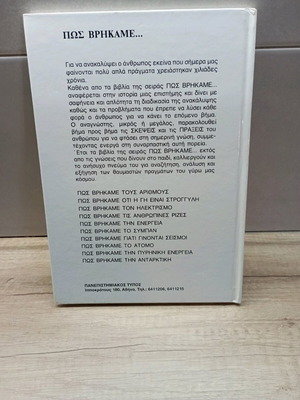 ΠΩΣ ΒΡΗΚΑΜΕ...
Για να ανακαλύψει ο άνθρωπος εκείνα που σήμερα μας
φαίνονται πολύ απλά πράγματα χρειάστηκαν χιλιάδες
χρόνια.
Καθένα απο τα βιβλία της σειράς ΠΩΣ ΒΡΗΚΑΜΕ...
αναφέρεται στην ιστορία μιας επιστήμης και δίνει με
σαφήνεια και απλότητα τη διαδικασία της ανακάλυψης
καθώς και τα προβλήματα που έπρεπε να λύσει κάθε
φορά ο άνθρωπος για να κάνει το επόμενο βήμα.
Ο αναγνώστης, μικρός ή μεγάλος, παρακολουθεί
βήμα προς βήμα τις ΣΚΕΨΕΙΣ και τις ΠΡΑΞΕΙΣ του
ανθρώπου για να φτάσει στη σημερινή γνώση, συμμε-
τέχοντας ενεργά στη συναρπαστική αυτή πορεία.
Έτσι τα βιβλία της σειράς ΠΩΣ ΒΡΗΚΑΜΕ... εκτός
απο τις γνώσεις που δίνουν στο παιδί, καλλιεργούν και
το ανήσυχο πνεύμα του για αναζήτηση, ανάλυση και
εξήγηση των θαυμαστών πραγμάτων του γύρω μας
κόσμου.
ΠΩΣ ΒΡΗΚΑΜΕ ΤΟΥΣ ΑΡΙΘΜΟΥΣ
ΠΩΣ ΒΡΗΚΑΜΕ ΟΤΙ Η ΓΗ ΕΙΝΑΙ ΣΤΡΟΓΓΥΛΗ
ΠΩΣ ΒΡΗΚΑΜΕ ΤΟΝ ΗΛΕΚΤΡΙΣΜΟ
ΠΩΣ ΒΡΗΚΑΜΕ ΤΙΣ ΑΝΘΡΩΠΙΝΕΣ ΡΙΖΕΣ
ΠΩΣ ΒΡΗΚΑΜΕ ΤΗΝ ΕΝΕΡΓΕΙΑ
ΠΩΣ ΒΡΗΚΑΜΕ ΤΟ ΣΥΜΠΑΝ
ΠΩΣ ΒΡΗΚΑΜΕ ΓΙΑΤΙ ΓΙΝΟΝΤΑΙ ΣΕΙΣΜΟΙ
ΠΩΣ ΒΡΗΚΑΜΕ ΤΟ ΑΤΟΜΟ
ΠΩΣ ΒΡΗΚΑΜΕ ΤΗΝ ΠΥΡΗΝΙΚΗ ΕΝΕΡΓΕΙΑ
ΠΩΣ ΒΡΗΚΑΜΕ ΤΗΝ ΑΝΤΑΡΚΤΙΚΗ
ΠΑΝΕΠΙΣΤΗΜΙΑΚΟΣ ΤΥΠΟΣ
Ιπποκράτους 180, Αθήνα, Τηλ.: 6411208, 6411215